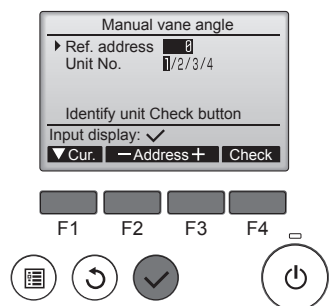 Manual vane angle
Ref. address 0
Unit No. 1/2/3/4
Identify unit Check button
Input display: ✓
▼Cur. −Address+ Check
F1 F2 F3 F4